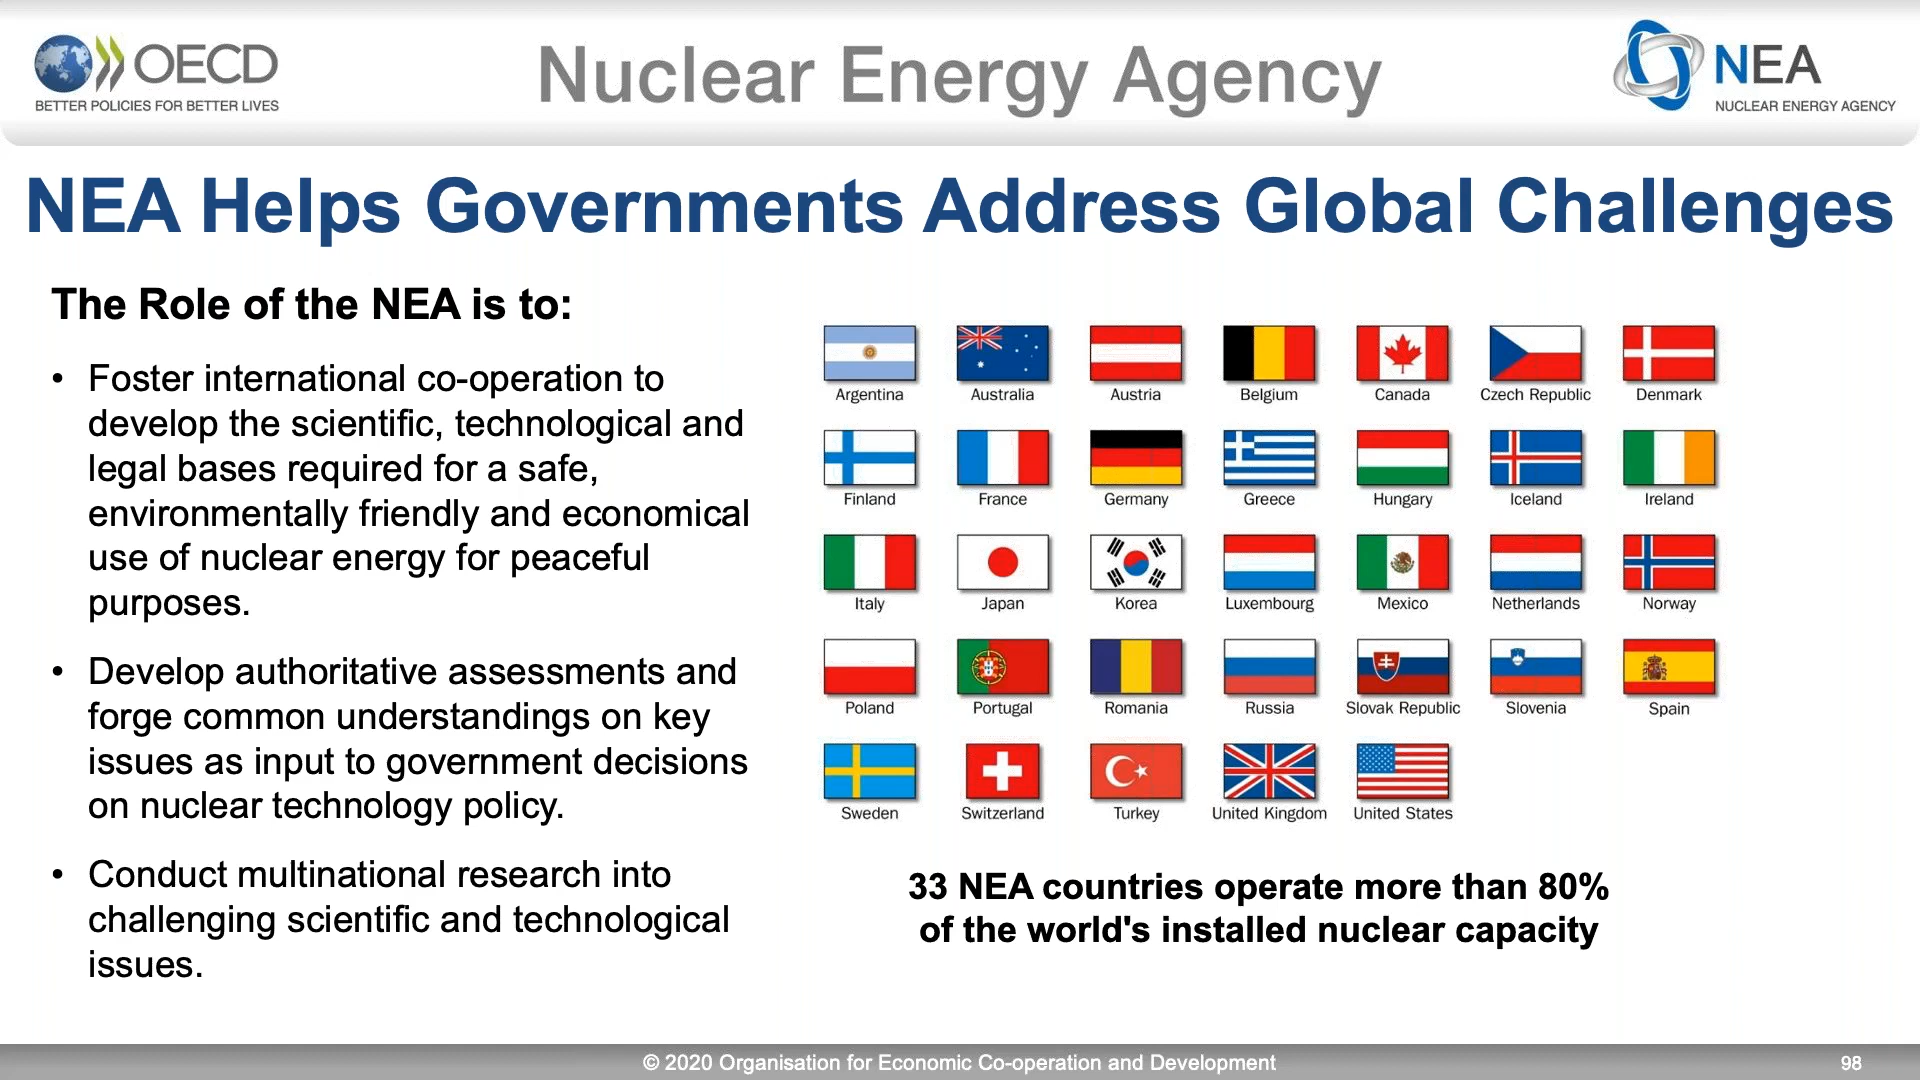 OECD
BETTER POLICIES FOR BETTER LIVES
Nuclear Energy Agency
NEA
NUCLEAR ENERGY AGENCY
NEA Helps Governments Address Global Challenges
The Role of the NEA is to:
• Foster international co-operation to
develop the scientific, technological and
legal bases required for a safe,
environmentally friendly and economical
use of nuclear energy for peaceful
purposes.
• Develop authoritative assessments and
forge common understandings on key
issues as input to government decisions
on nuclear technology policy.
• Conduct multinational research into
challenging scientific and technological
issues.
Argentina Australia Austria Belgium Canada Czech Republic Denmark
Finland France Germany Greece Hungary Iceland Ireland
Italy Japan Korea Luxembourg Mexico Netherlands Norway
Poland Portugal Romania Russia Slovak Republic Slovenia Spain
Sweden Switzerland Turkey United Kingdom United States
33 NEA countries operate more than 80%
of the world's installed nuclear capacity
© 2020 Organisation for Economic Co-operation and Development
98